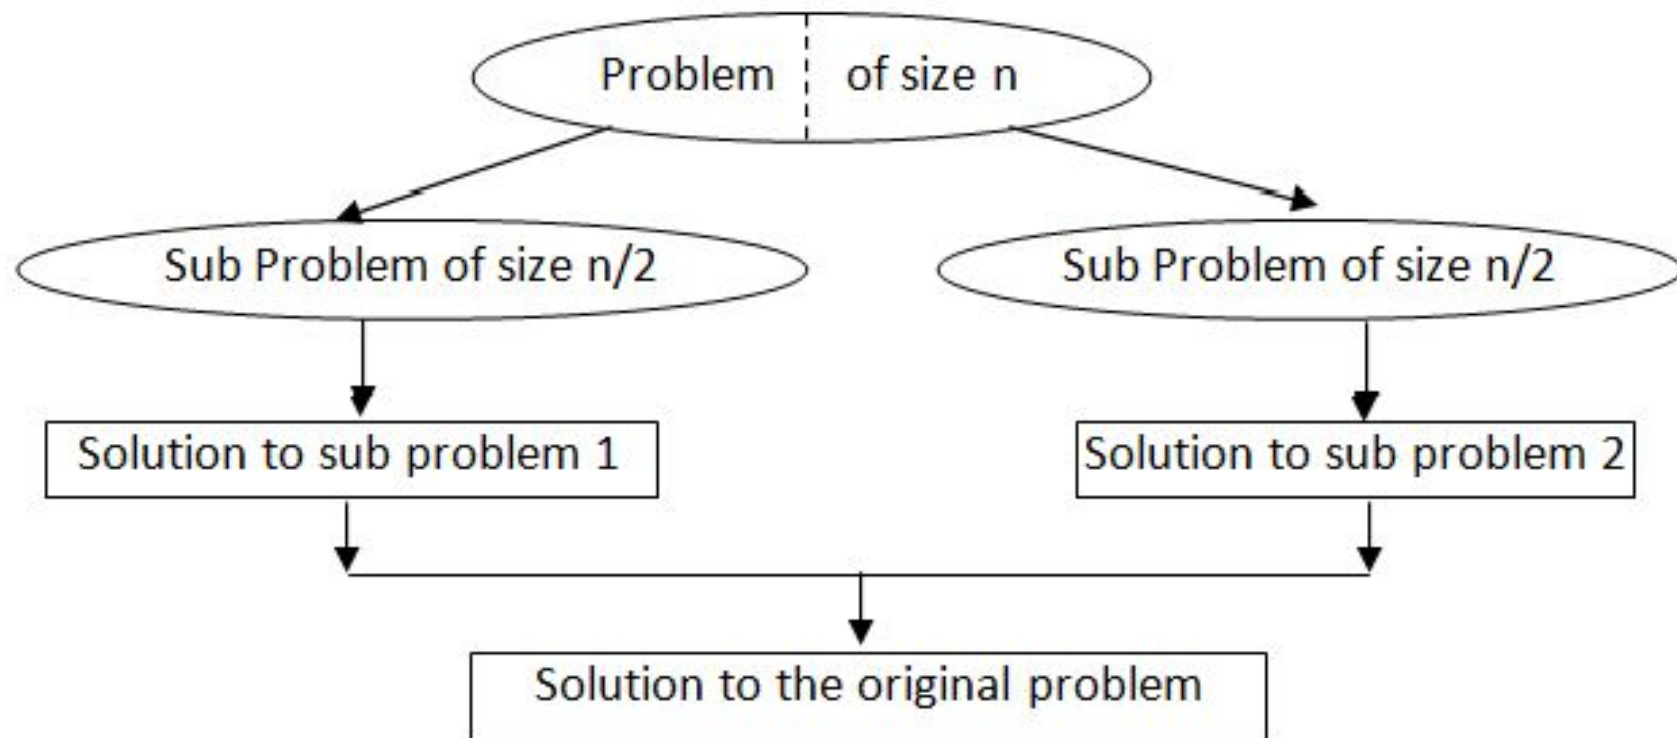 Problem of size n
Sub Problem of size n/2
Sub Problem of size n/2
Solution to sub problem 1
Solution to sub problem 2
Solution to the original problem